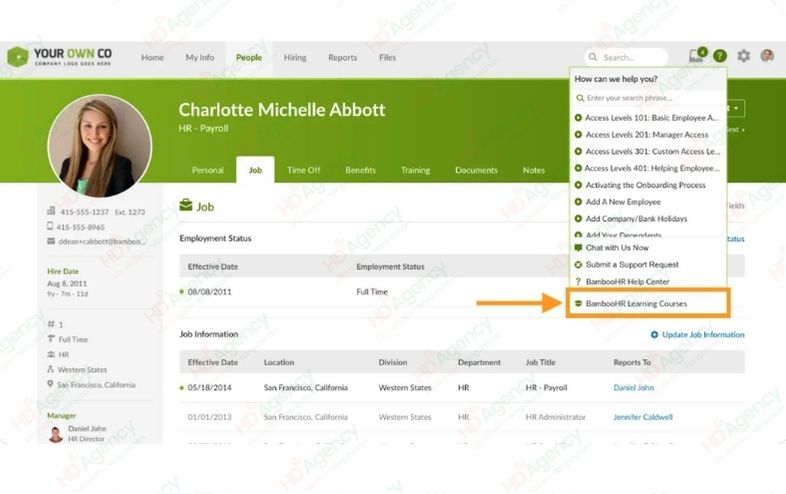 YOUR OWN CO
COMPANY LOGO GOES HERE
Home
My Info
People
Hiring
Reports
Files
Search...
4
?
How can we help you?
Enter your search phrase...
Access Levels 101: Basic Employee A...
Access Levels 201: Manager Access
Access Levels 301: Custom Access Le...
Access Levels 401: Helping Employee...
Activating the Onboarding Process
Add A New Employee
Add Company/Bank Holidays
Add Your Dependents
Chat with Us Now
Submit a Support Request
? BambooHR Help Center
BambooHR Learning Courses
Charlotte Michelle Abbott
HR - Payroll
Personal
Job
Time Off
Benefits
Training
Documents
Notes
415-555-1237 Ext. 1273
415-555-8965
ddean+cabbott@bamboo...
Hire Date
Aug 8, 2011
9y - 7m - 11d
# 1
Full Time
HR
Western States
San Francisco, California
Manager
Daniel John
HR Director
Job
Employment Status
Effective Date Employment Status
08/08/2011 Full Time
Job Information
Update Job Information
Effective Date Location Division Department Job Title Reports To
05/18/2014 San Francisco, California Western States HR HR - Payroll Daniel John
01/01/2013 San Francisco, California Western States HR HR Administrator Jennifer Caldwell
HD Agency